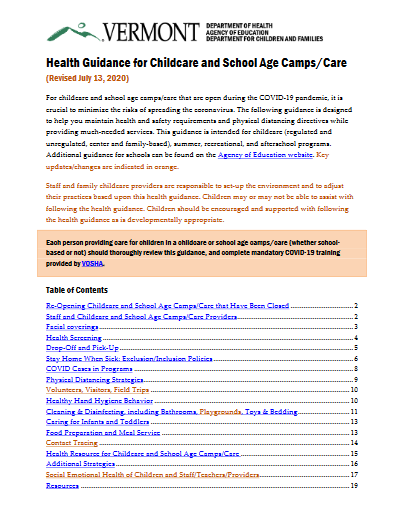 VERMONT
DEPARTMENT OF HEALTH
AGENCY OF EDUCATION
DEPARTMENT FOR CHILDREN AND FAMILIES
Health Guidance for Childcare and School Age Camps/Care
(Revised July 13, 2020)
For childcare and school age camps/care that are open during the COVID-19 pandemic, it is
crucial to minimize the risks of spreading the coronavirus. The following guidance is designed
to help you maintain health and safety requirements and physical distancing directives while
providing much-needed services. This guidance is intended for childcare (regulated and
unregulated, center and family-based), summer, recreational, and afterschool programs.
Additional guidance for schools can be found on the Agency of Education website. Key
updates/changes are indicated in orange.
Staff and family childcare providers are responsible to set-up the environment and to adjust
their practices based upon this health guidance. Children may or may not be able to assist with
following the health guidance. Children should be encouraged and supported with following
the health guidance as is developmentally appropriate.
Each person providing care for children in a childcare or school age camps/care (whether school-
based or not) should thoroughly review this guidance, and complete mandatory COVID-19 training
provided by VOSHA.
Table of Contents
Re-Opening Childcare and School Age Camps/Care that Have Been Closed 2
Staff and Childcare and School Age Camps/Care Providers 2
Facial coverings 3
Health Screening 4
Drop-Off and Pick-Up 5
Stay Home When Sick: Exclusion/Inclusion Policies 6
COVID Cases in Programs 8
Physical Distancing Strategies 9
Volunteers, Visitors, Field Trips 10
Healthy Hand Hygiene Behavior 10
Cleaning & Disinfecting, including Bathrooms, Playgrounds, Toys & Bedding 11
Caring for Infants and Toddlers 13
Food Preparation and Meal Service 13
Contact Tracing 14
Health Resource for Childcare and School Age Camps/Care 15
Additional Strategies 16
Social Emotional Health of Children and Staff/Teachers/Providers 17
Resources 19